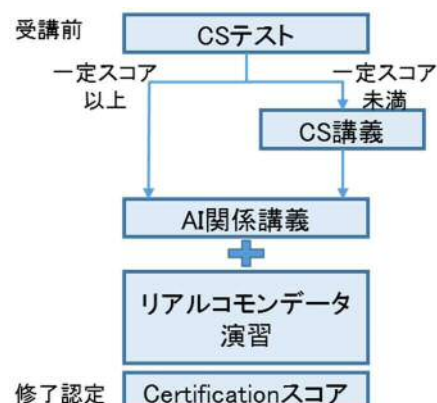 受講前
CSテスト
一定スコア
以上
一定スコア
未満
CS講義
AI関係講義
リアルコモンデータ
演習
修了認定
Certificationスコア